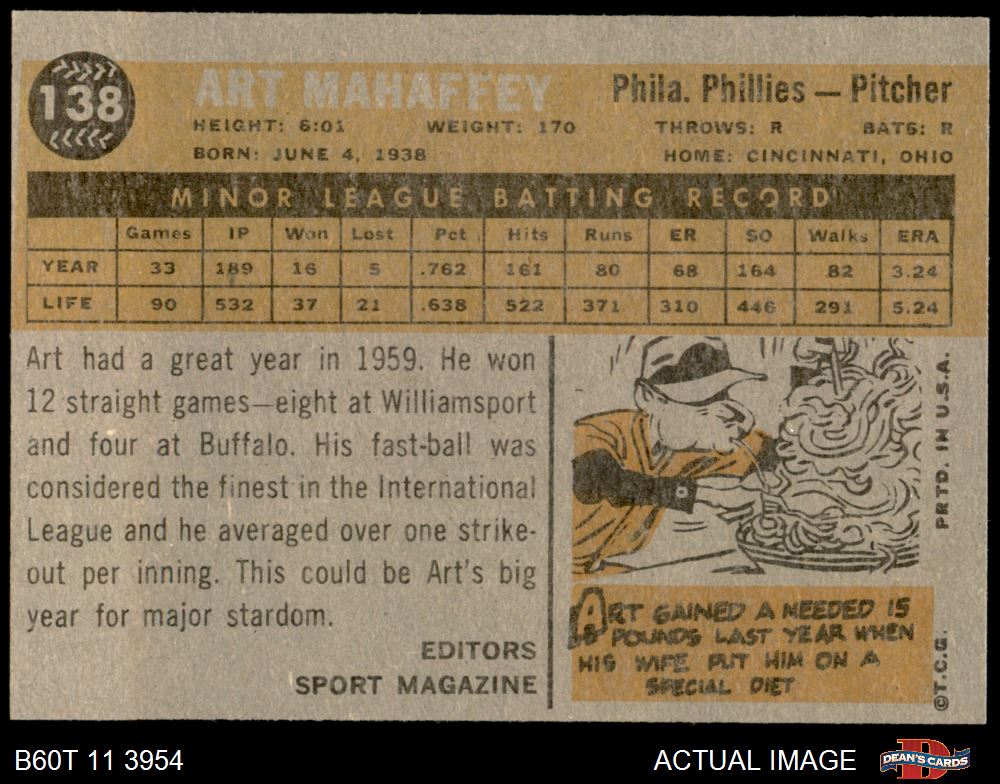 138
ART MAHAFFEY
Phila. Phillies — Pitcher
HEIGHT: 6:01 WEIGHT: 170 THROWS: R BATS: R
BORN: JUNE 4, 1938 HOME: CINCINNATI, OHIO
MINOR LEAGUE BATTING RECORD
Games IP Won Lost Pct Hits Runs ER SO Walks ERA
YEAR 33 189 16 5 .762 161 80 68 164 82 3.24
LIFE 90 532 37 21 .638 522 371 310 446 291 5.24
Art had a great year in 1959. He won
12 straight games—eight at Williamsport
and four at Buffalo. His fast-ball was
considered the finest in the International
League and he averaged over one strike-
out per inning. This could be Art's big
year for major stardom.
EDITORS
SPORT MAGAZINE
ART GAINED A NEEDED 15
POUNDS LAST YEAR WHEN
HIS WIFE PUT HIM ON A
SPECIAL DIET
©T.C.G. PRTD. IN U.S.A.
B60T 11 3954
ACTUAL IMAGE
DEAN'S CARDS